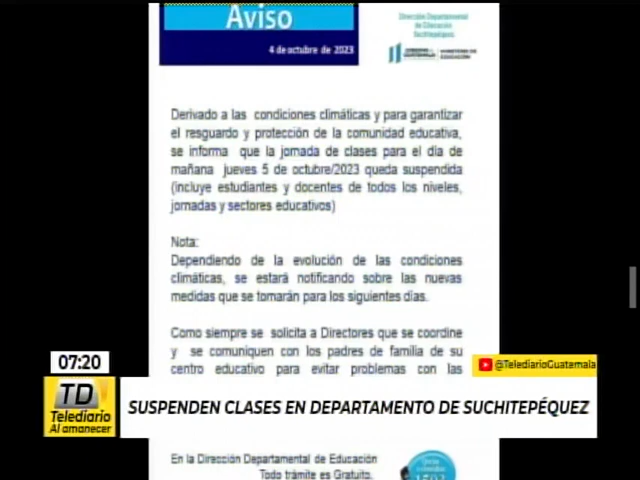 Aviso
4 de octubre de 2023
Dirección Departamental
de Educación
Suchitepéquez
GOBIERNO de
GUATEMALA
MINISTERIO DE
EDUCACIÓN
Derivado a las condiciones climáticas y para garantizar
el resguardo y protección de la comunidad educativa,
se informa que la jornada de clases para el día de
mañana jueves 5 de octubre/2023 queda suspendida
(incluye estudiantes y docentes de todos los niveles,
jornadas y sectores educativos)
Nota:
Dependiendo de la evolución de las condiciones
climáticas, se estará notificando sobre las nuevas
medidas que se tomarán para los siguientes días.
Como siempre se solicita a Directores que se coordine
y se comuniquen con los padres de familia de su
centro educativo para evitar problemas con las
07:20
@TelediarioGuatemala
TD
Telediario
Al amanecer
SUSPENDEN CLASES EN DEPARTAMENTO DE SUCHITEPÉQUEZ
En la Dirección Departamental de Educación
Todo trámite es Gratuito.